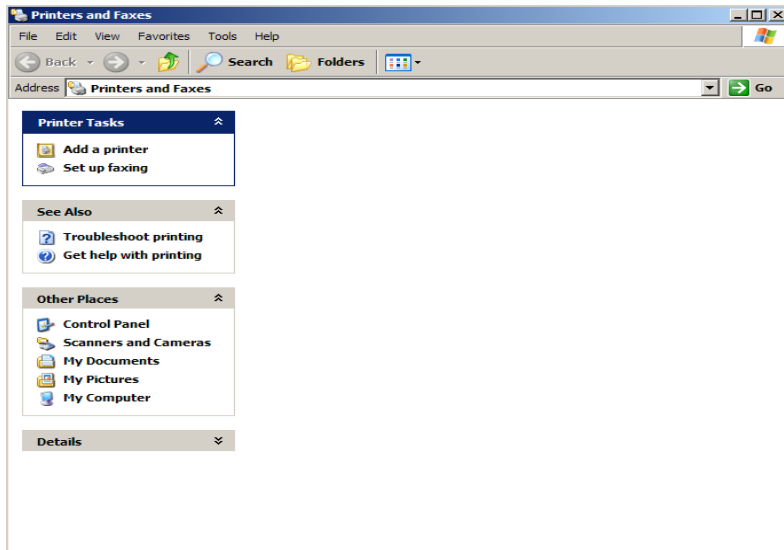 Printers and Faxes
File Edit View Favorites Tools Help
Back Search Folders
Address Printers and Faxes Go
Printer Tasks
Add a printer
Set up faxing
See Also
Troubleshoot printing
Get help with printing
Other Places
Control Panel
Scanners and Cameras
My Documents
My Pictures
My Computer
Details